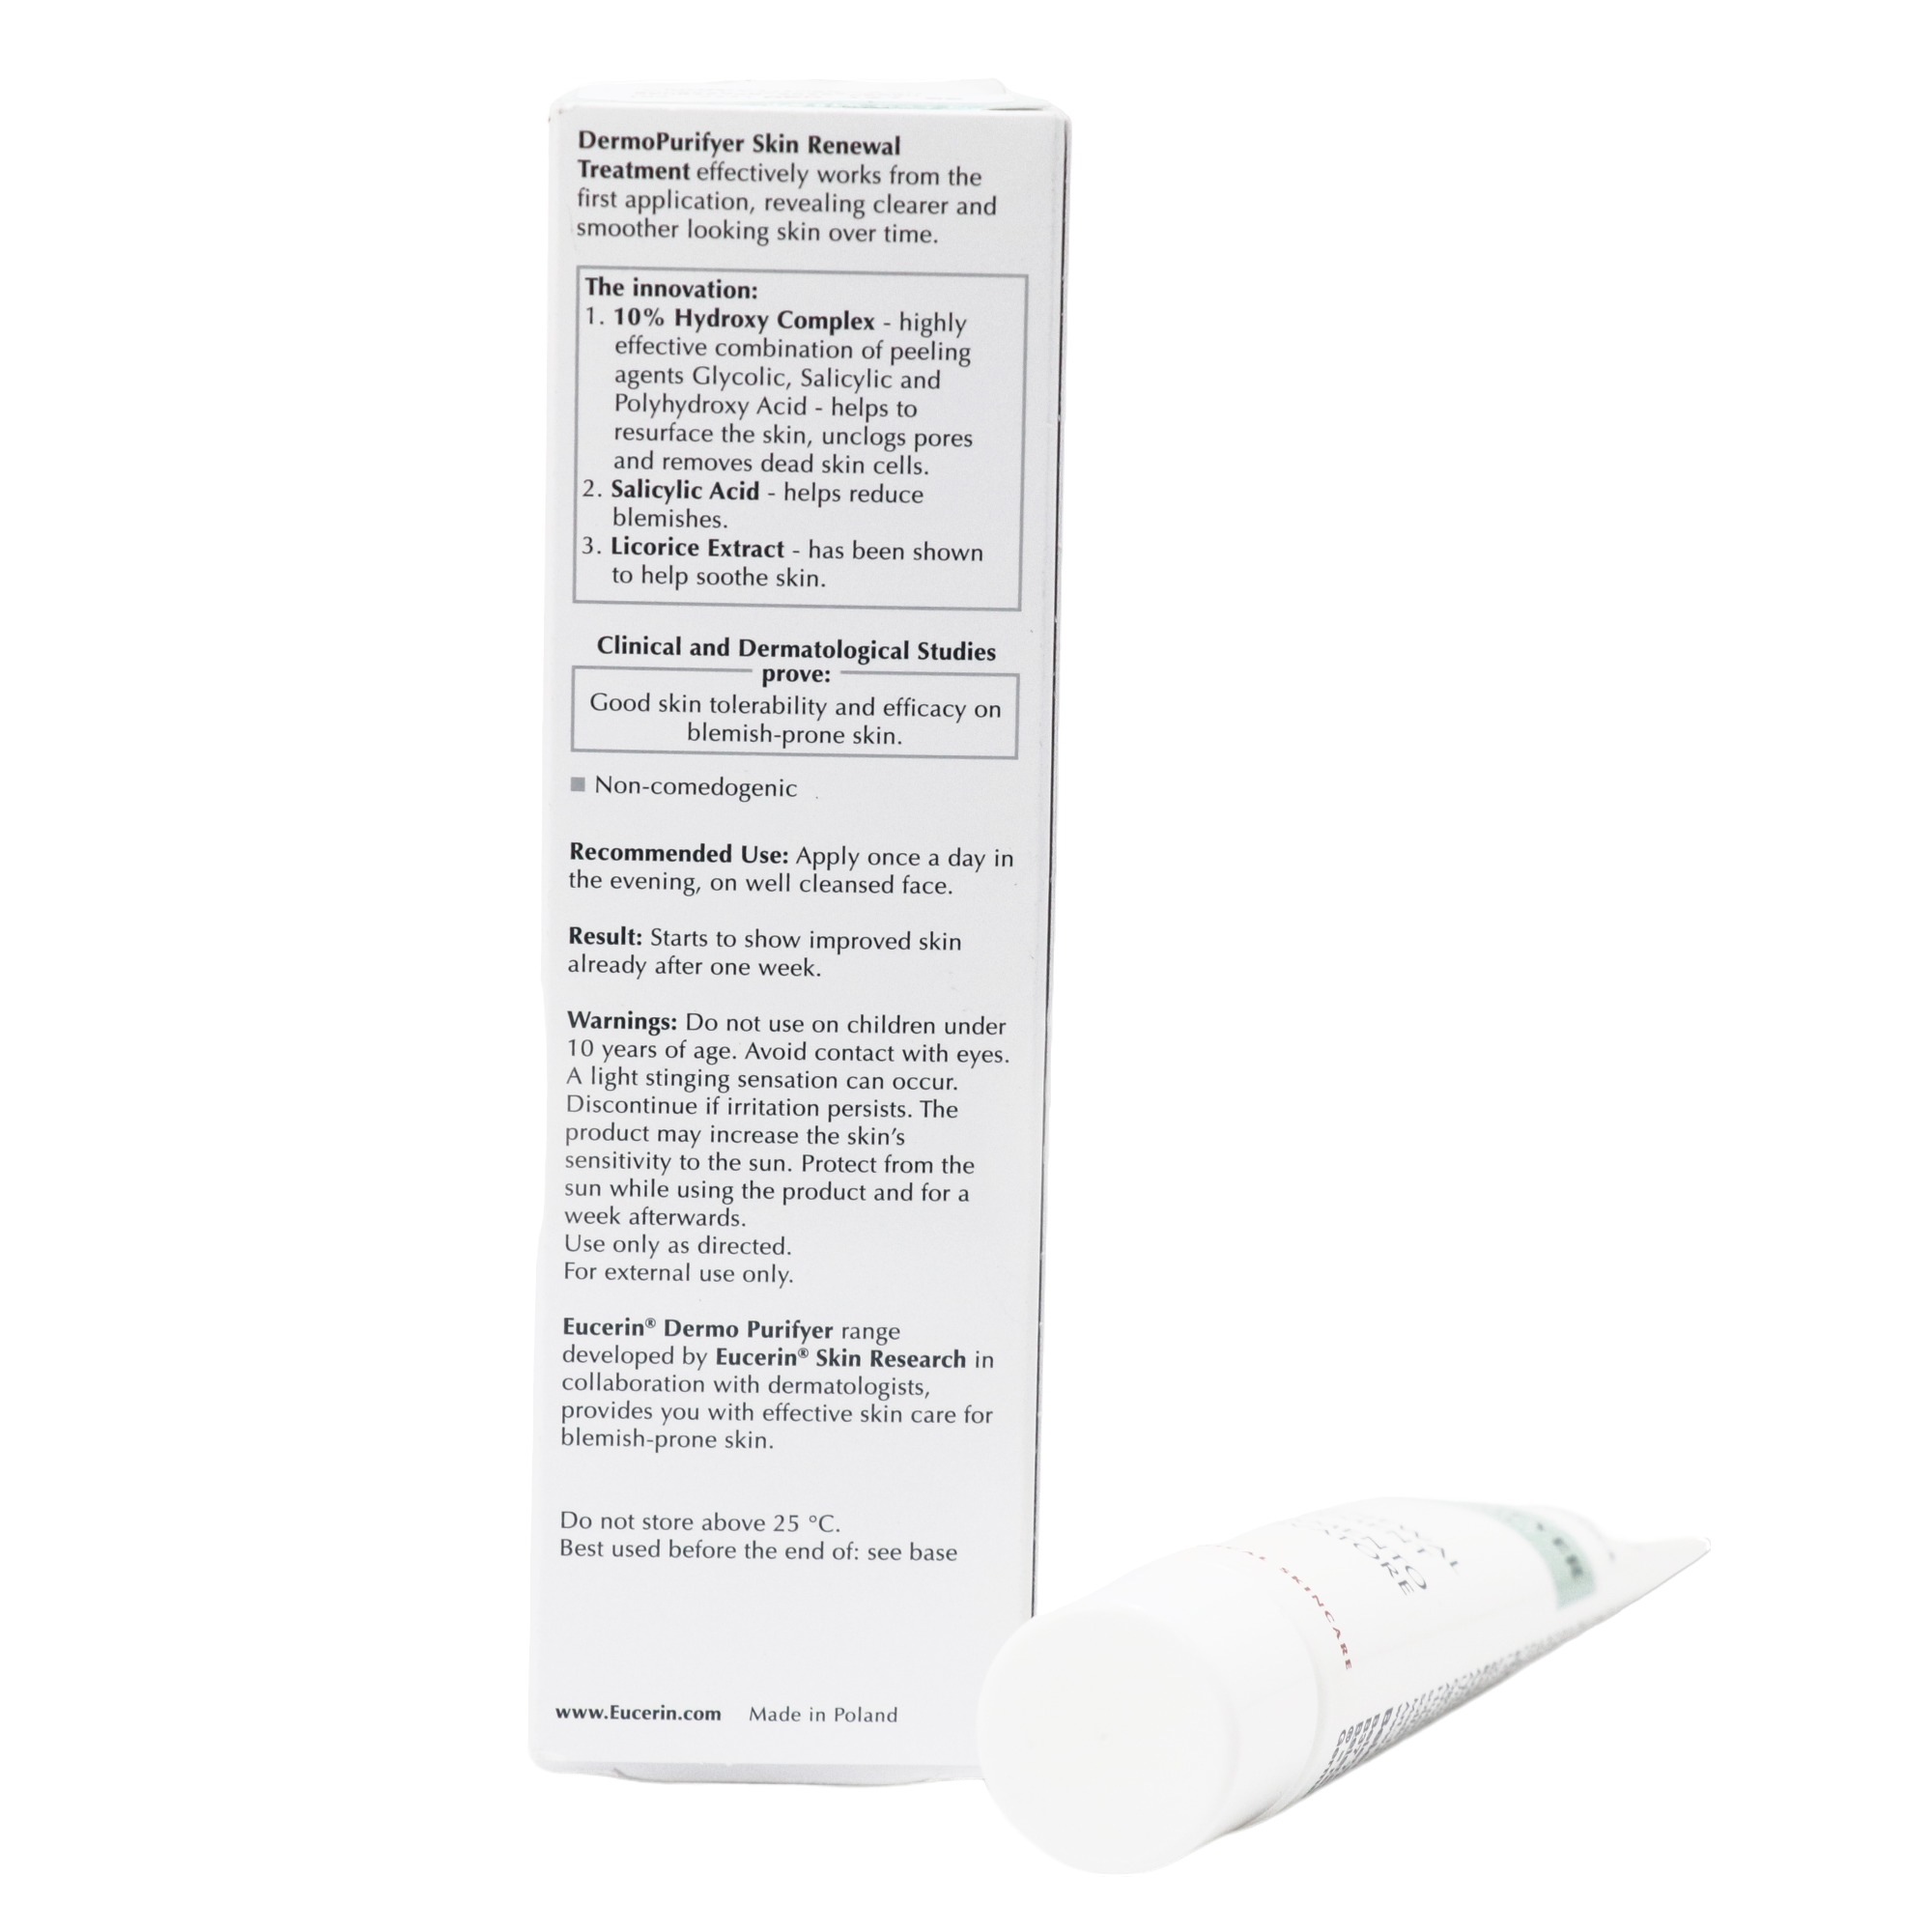 DermoPurifyer Skin Renewal
Treatment effectively works from the
first application, revealing clearer and
smoother looking skin over time.
The innovation:
1. 10% Hydroxy Complex - highly
effective combination of peeling
agents Glycolic, Salicylic and
Polyhydroxy Acid - helps to
resurface the skin, unclogs pores
and removes dead skin cells.
2. Salicylic Acid - helps reduce
blemishes.
3. Licorice Extract - has been shown
to help soothe skin.
Clinical and Dermatological Studies
prove:
Good skin tolerability and efficacy on
blemish-prone skin.
■ Non-comedogenic
Recommended Use: Apply once a day in
the evening, on well cleansed face.
Result: Starts to show improved skin
already after one week.
Warnings: Do not use on children under
10 years of age. Avoid contact with eyes.
A light stinging sensation can occur.
Discontinue if irritation persists. The
product may increase the skin's
sensitivity to the sun. Protect from the
sun while using the product and for a
week afterwards.
Use only as directed.
For external use only.
Eucerin® Dermo Purifyer range
developed by Eucerin® Skin Research in
collaboration with dermatologists,
provides you with effective skin care for
blemish-prone skin.
Do not store above 25 °C.
Best used before the end of: see base
www.Eucerin.com Made in Poland
SKINCARE